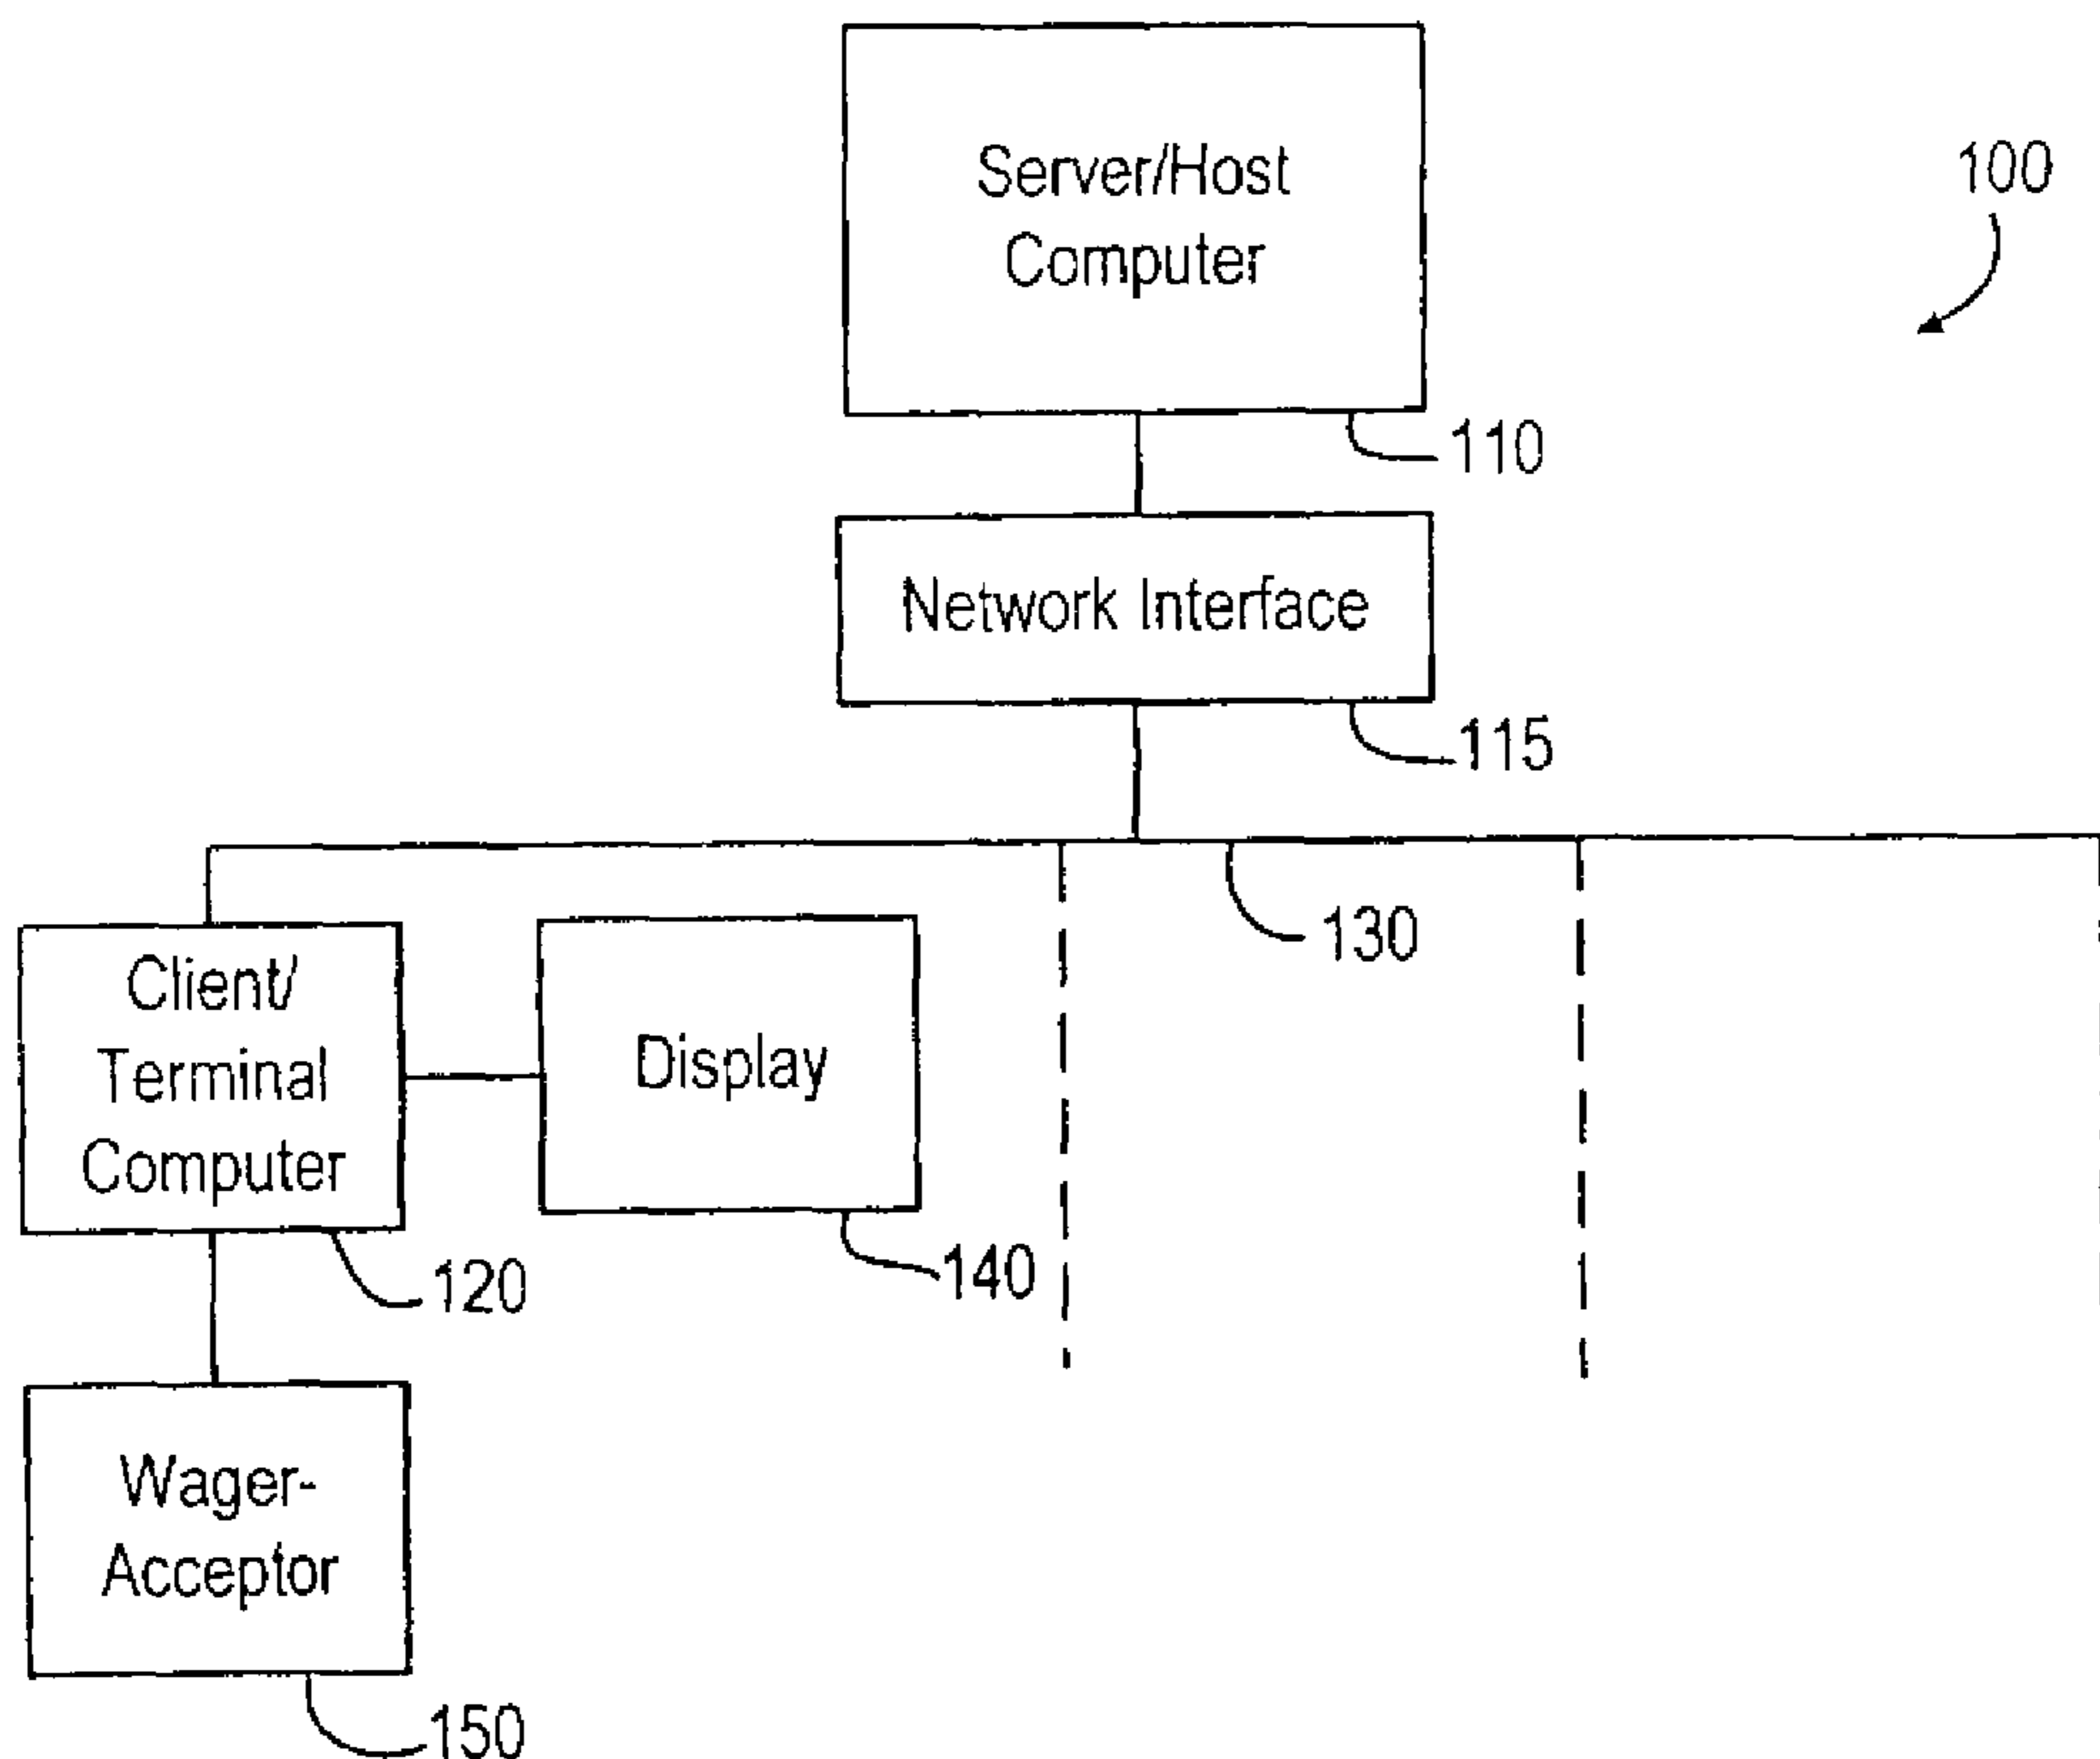 Server/Host
Computer
100
110
Network Interface
115
130
Client/
Terminal
Computer
Display
120
140
Wager-
Acceptor
150